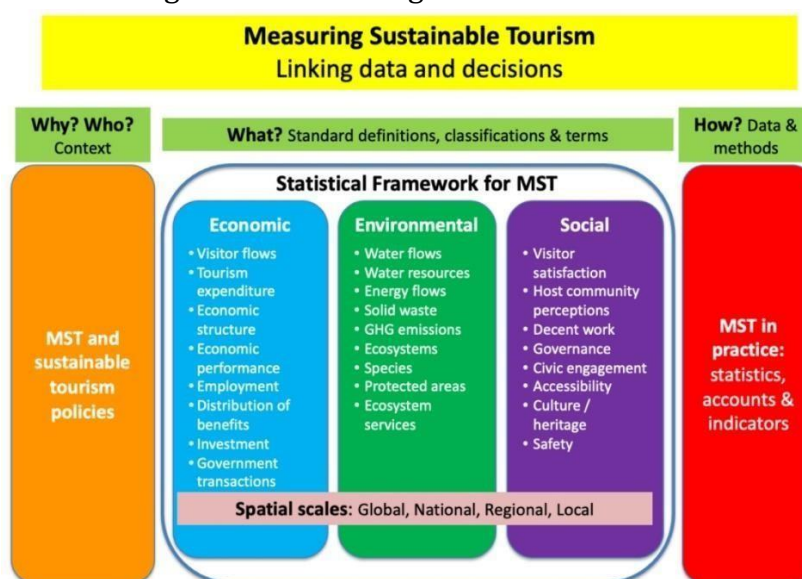 Measuring Sustainable Tourism
Linking data and decisions
Why? Who?
Context
What? Standard definitions, classifications & terms
How? Data &
methods
MST and
sustainable
tourism
policies
Statistical Framework for MST
Economic
• Visitor flows
• Tourism
expenditure
• Economic
structure
• Economic
performance
• Employment
• Distribution of
benefits
• Investment
• Government
transactions
Environmental
• Water flows
• Water resources
• Energy flows
• Solid waste
• GHG emissions
• Ecosystems
• Species
• Protected areas
• Ecosystem
services
Social
• Visitor
satisfaction
• Host community
perceptions
• Decent work
• Governance
• Civic engagement
• Accessibility
• Culture /
heritage
• Safety
Spatial scales: Global, National, Regional, Local
MST in
practice:
statistics,
accounts &
indicators